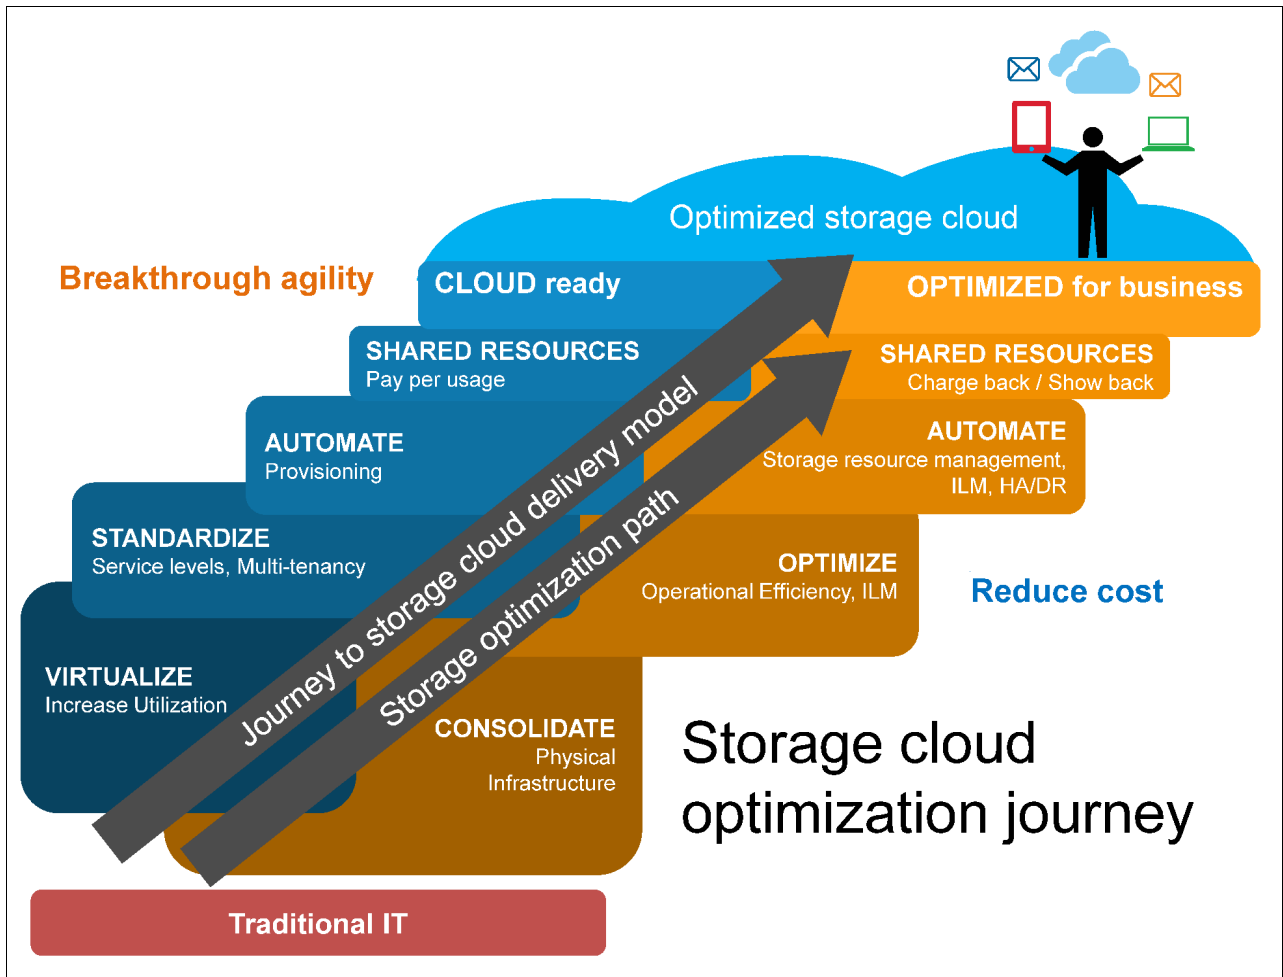 Optimized storage cloud
Breakthrough agility
CLOUD ready
OPTIMIZED for business
SHARED RESOURCES
Pay per usage
SHARED RESOURCES
Charge back / Show back
AUTOMATE
Provisioning
AUTOMATE
Storage resource management,
ILM, HA/DR
STANDARDIZE
Service levels, Multi-tenancy
OPTIMIZE
Operational Efficiency, ILM
Reduce cost
VIRTUALIZE
Increase Utilization
CONSOLIDATE
Physical
Infrastructure
Journey to storage cloud delivery model
Storage optimization path
Storage cloud
optimization journey
Traditional IT